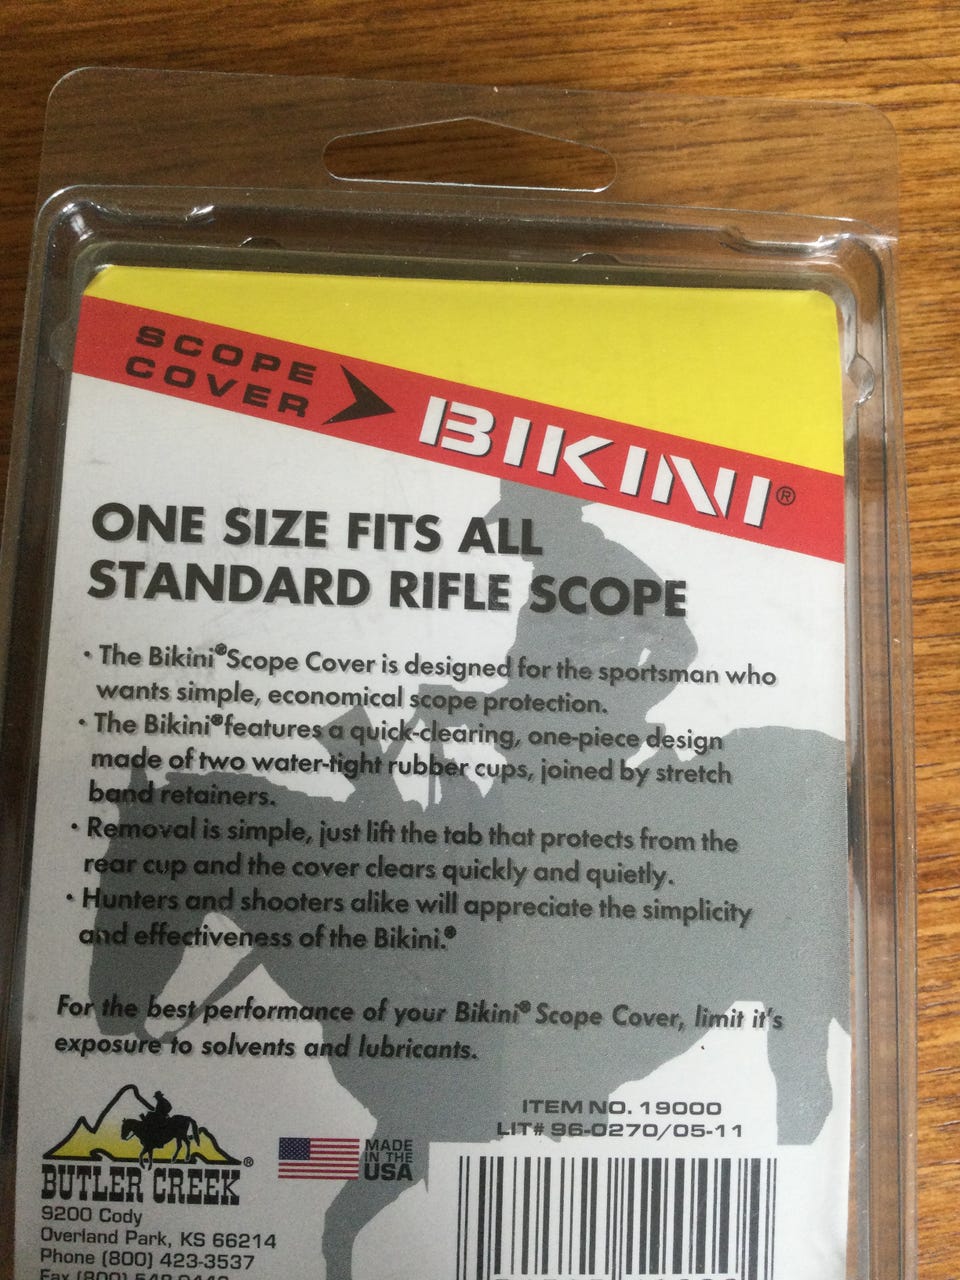 SCOPE
COVER
BIKINI®
ONE SIZE FITS ALL
STANDARD RIFLE SCOPE
• The Bikini® Scope Cover is designed for the sportsman who
wants simple, economical scope protection.
• The Bikini® features a quick-clearing, one-piece design
made of two water-tight rubber cups, joined by stretch
band retainers.
• Removal is simple, just lift the tab that protects from the
rear cup and the cover clears quickly and quietly.
• Hunters and shooters alike will appreciate the simplicity
and effectiveness of the Bikini.®
For the best performance of your Bikini® Scope Cover, limit it's
exposure to solvents and lubricants.
ITEM NO. 19000
LIT# 96-0270/05-11
BUTLER CREEK®
MADE
IN THE
USA
9200 Cody
Overland Park, KS 66214
Phone (800) 423-3537
Fax (800)